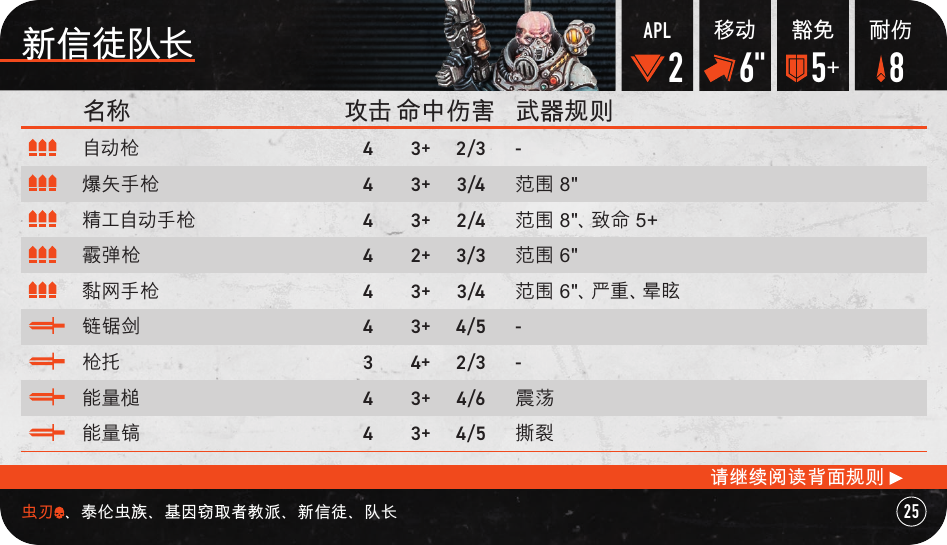 新信徒队长
APL 移动 豁免 耐伤
2 6" 5+ 8
名称 攻击 命中 伤害 武器规则
自动枪 4 3+ 2/3 -
爆矢手枪 4 3+ 3/4 范围 8"
精工自动手枪 4 3+ 2/4 范围 8"、致命 5+
霰弹枪 4 2+ 3/3 范围 6"
黏网手枪 4 3+ 3/4 范围 6"、严重、晕眩
链锯剑 4 3+ 4/5 -
枪托 3 4+ 2/3 -
能量槌 4 3+ 4/6 震荡
能量镐 4 3+ 4/5 撕裂
请继续阅读背面规则 ▶
虫刃、泰伦虫族、基因窃取者教派、新信徒、队长
25